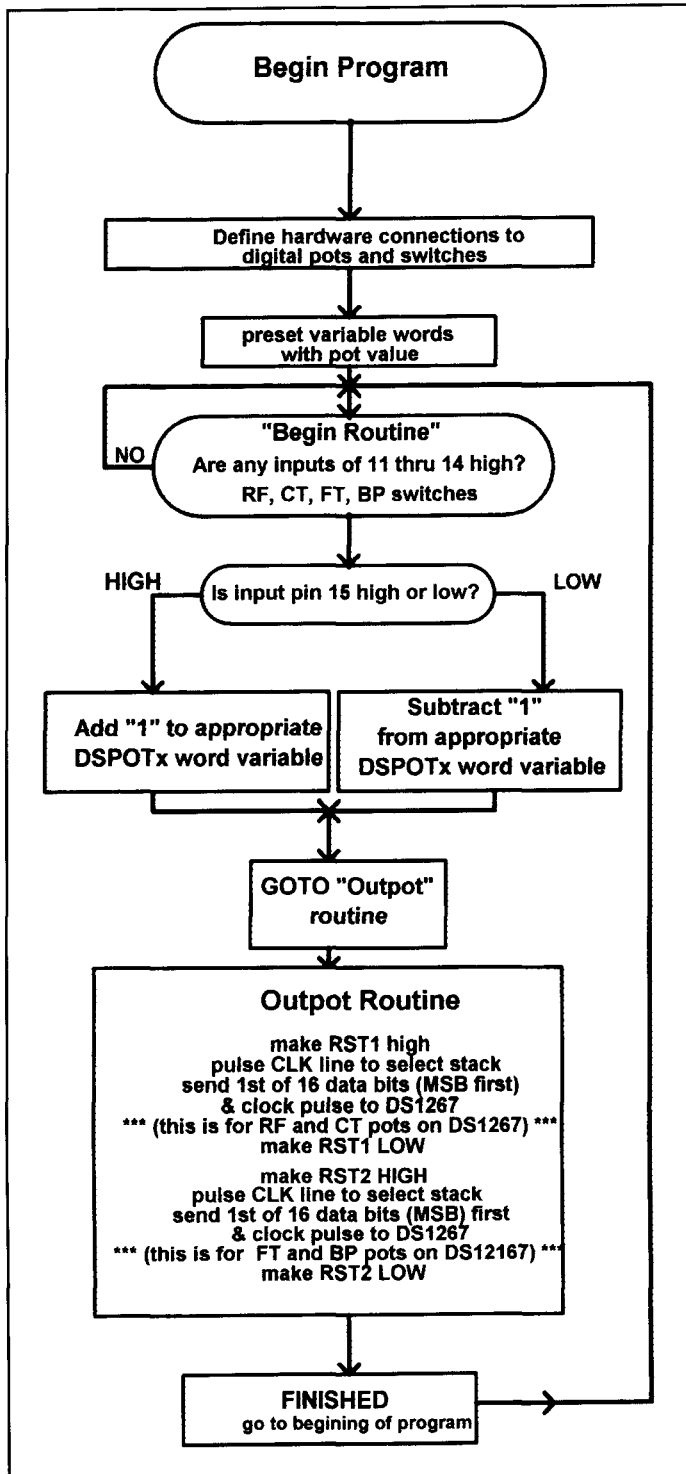 Begin Program
Define hardware connections to
digital pots and switches
preset variable words
with pot value
"Begin Routine"
NO
Are any inputs of 11 thru 14 high?
RF, CT, FT, BP switches
HIGH
Is input pin 15 high or low?
LOW
Add "1" to appropriate
DSPOTx word variable
Subtract "1"
from appropriate
DSPOTx word variable
GOTO "Outpot"
routine
Outpot Routine
make RST1 high
pulse CLK line to select stack
send 1st of 16 data bits (MSB first)
& clock pulse to DS1267
*** (this is for RF and CT pots on DS1267) ***
make RST1 LOW
make RST2 HIGH
pulse CLK line to select stack
send 1st of 16 data bits (MSB) first
& clock pulse to DS1267
*** (this is for FT and BP pots on DS12167) ***
make RST2 LOW
FINISHED
go to begining of program